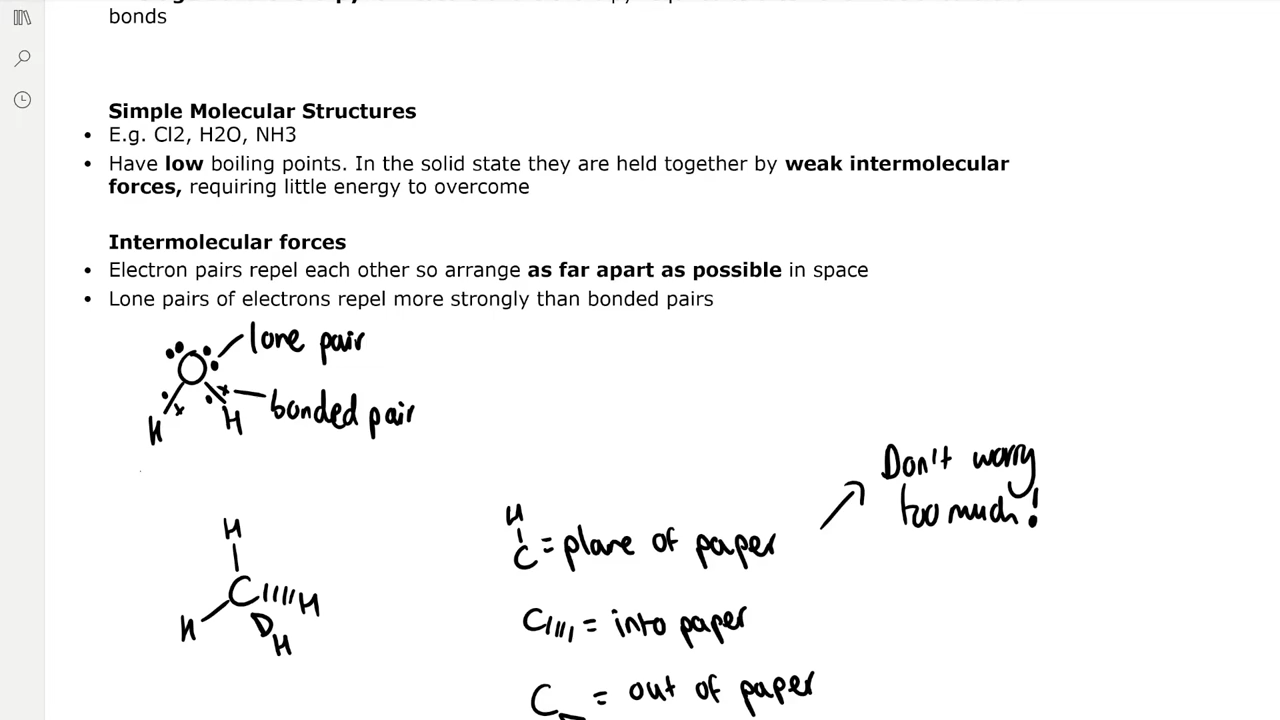 bonds
Simple Molecular Structures
E.g. Cl2, H2O, NH3
Have low boiling points. In the solid state they are held together by weak intermolecular
forces, requiring little energy to overcome
Intermolecular forces
Electron pairs repel each other so arrange as far apart as possible in space
Lone pairs of electrons repel more strongly than bonded pairs
lone pair
O
bonded pair
H H
Don't worry
too much!
H
C H
H
H
H
C = plane of paper
C = into paper
C = out of paper